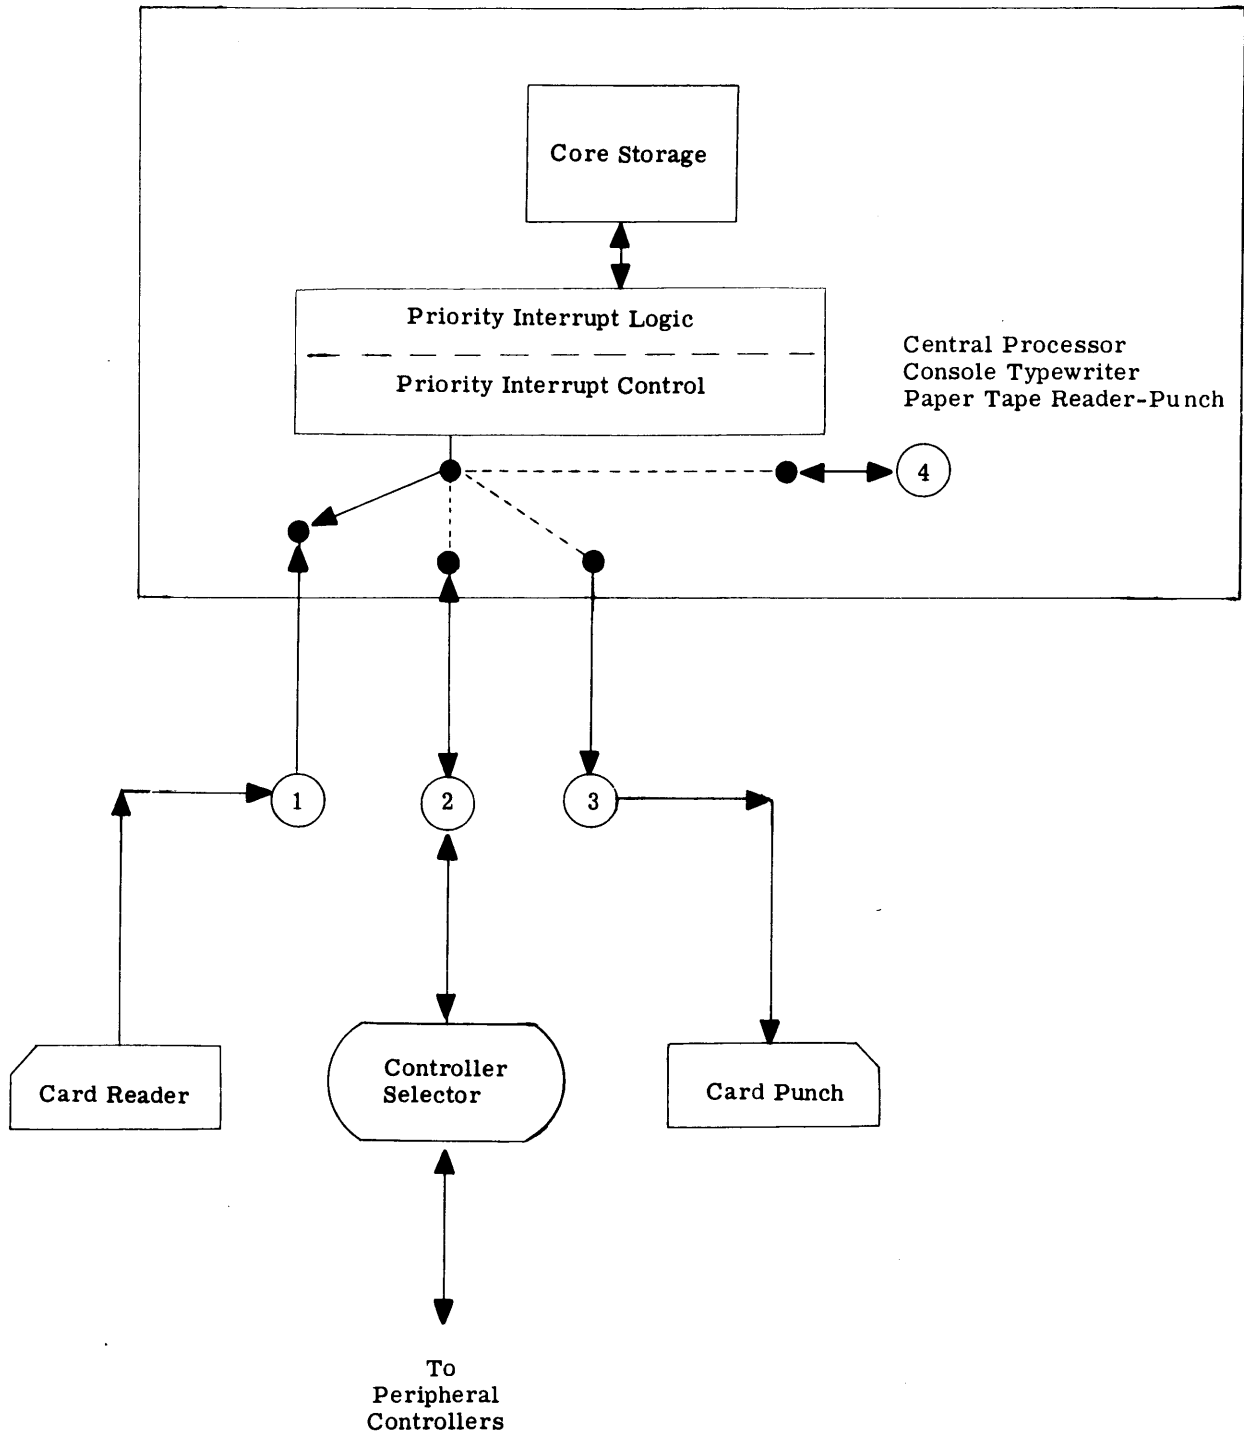 Core Storage
Priority Interrupt Logic
Priority Interrupt Control
Central Processor
Console Typewriter
Paper Tape Reader-Punch
4
1
2
3
Card Reader
Controller
Selector
Card Punch
To
Peripheral
Controllers